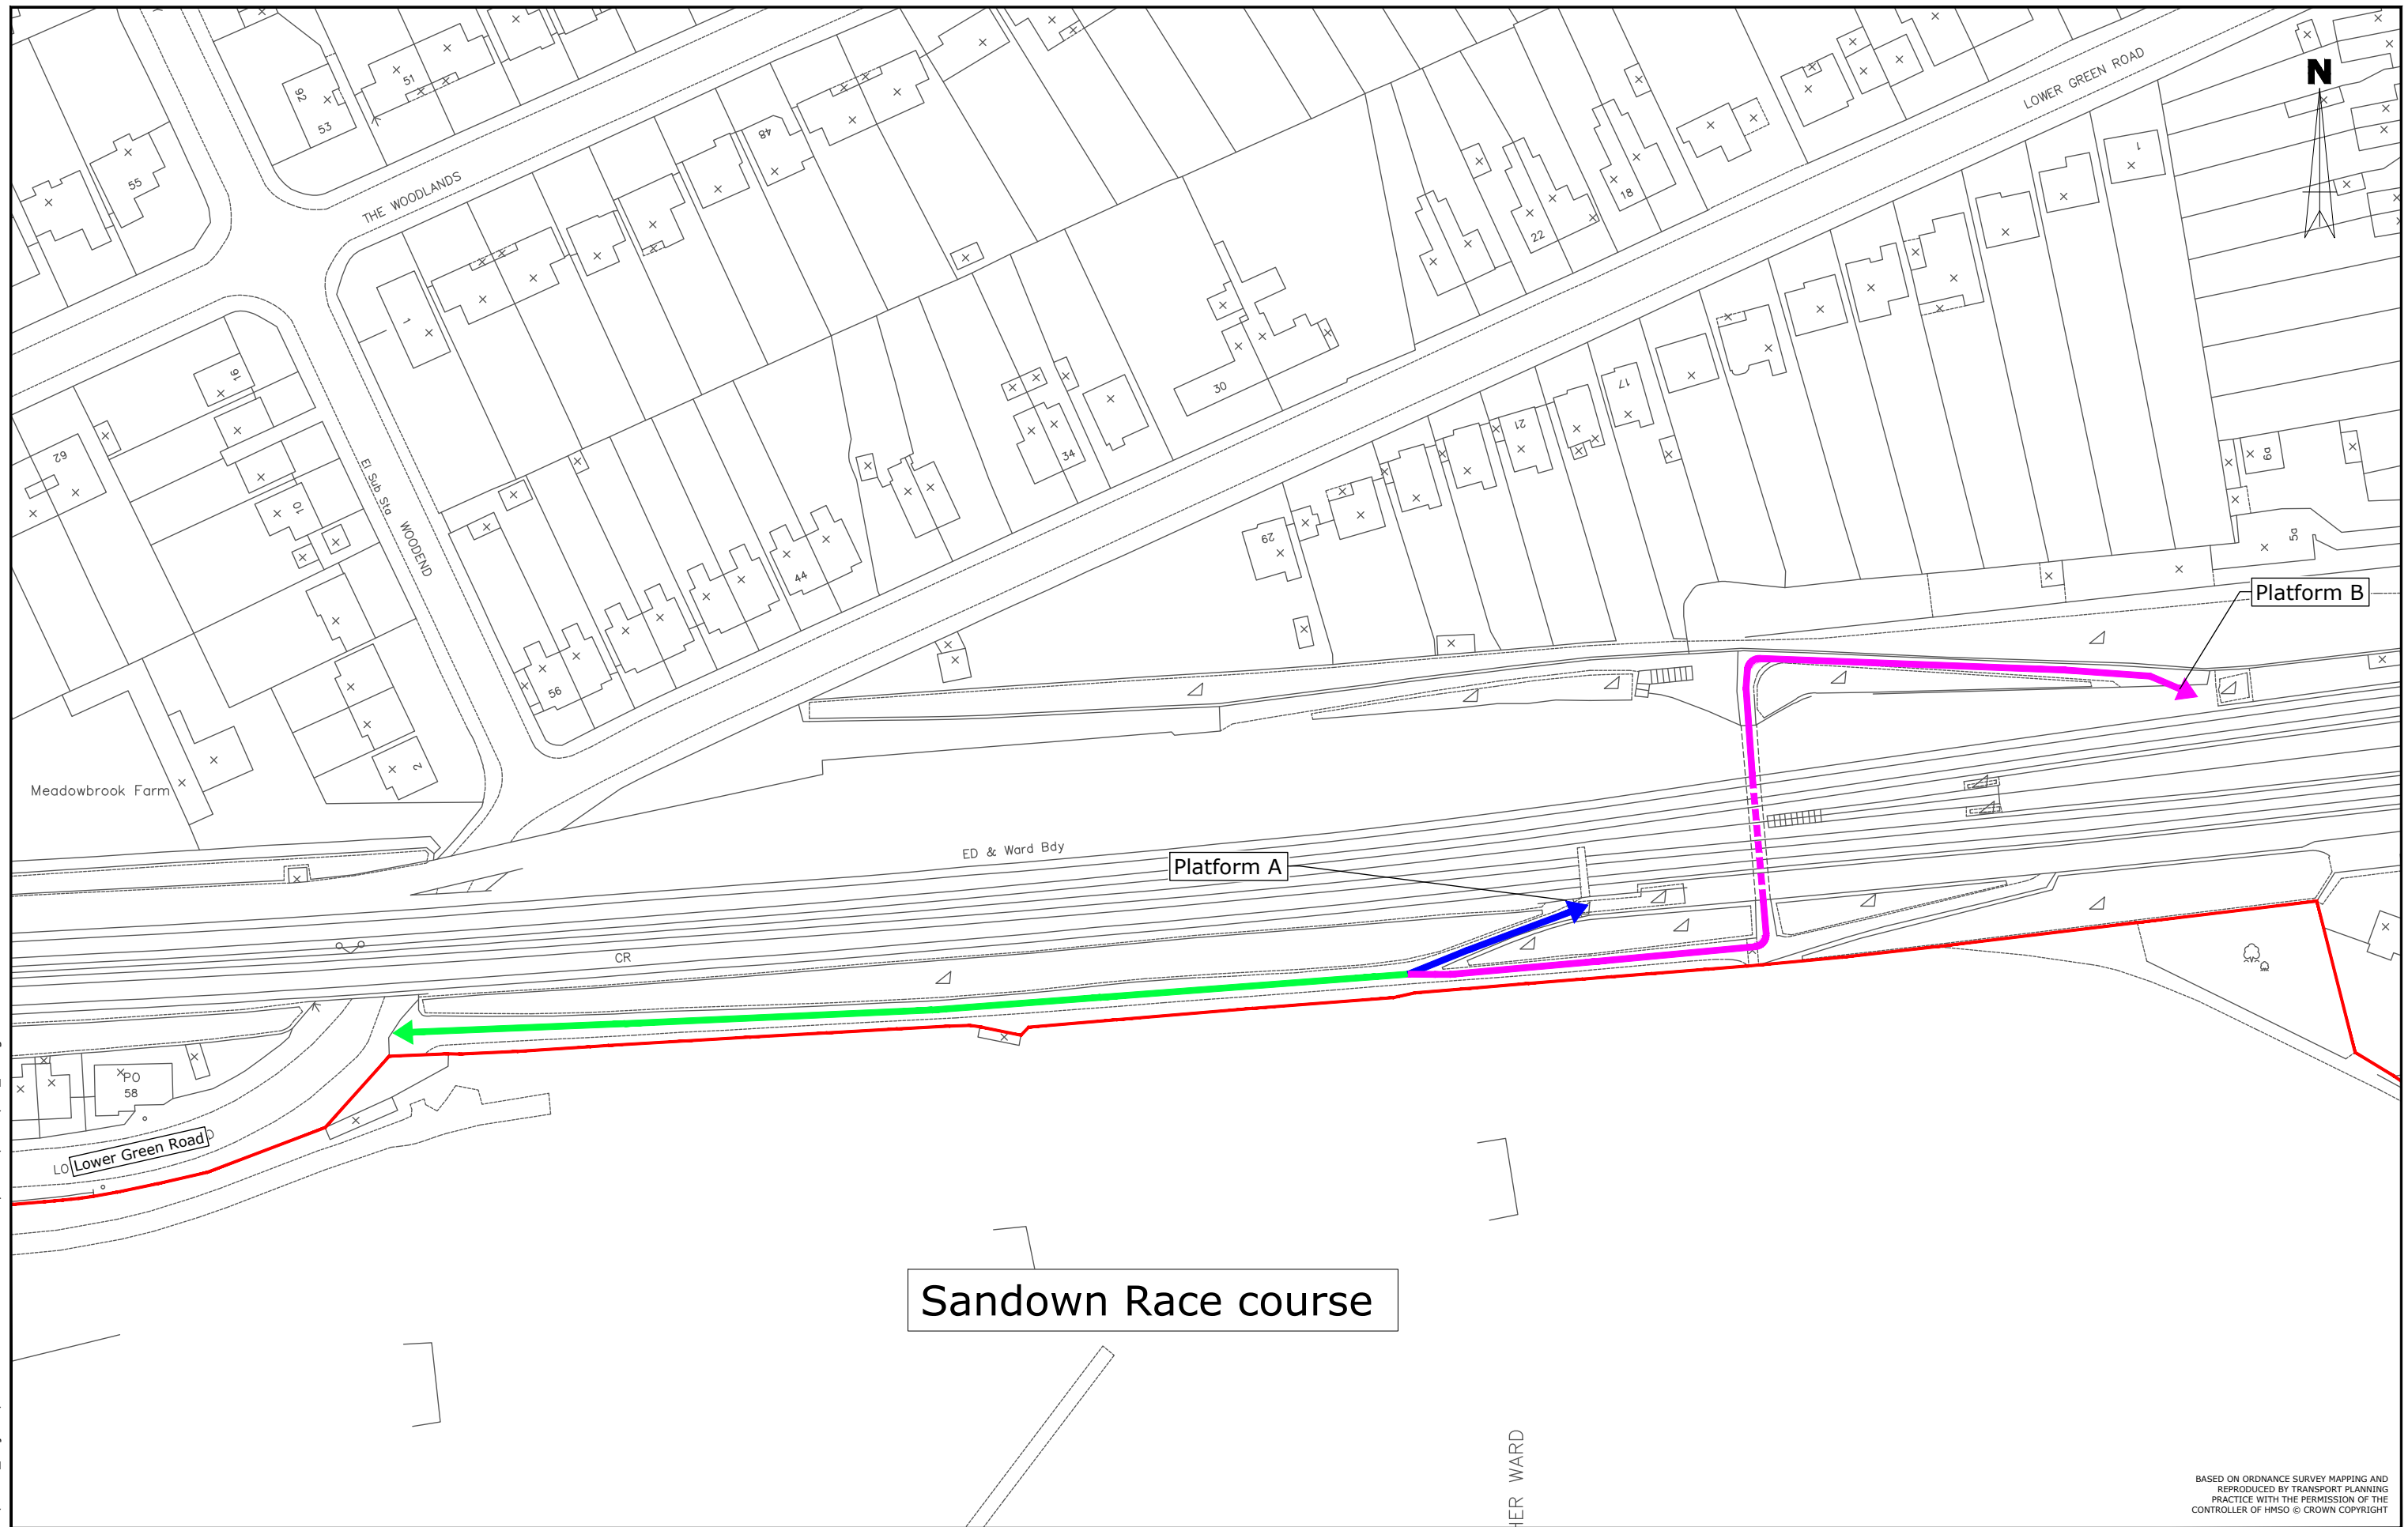 LOWER GREEN ROAD
N
92
53
51
55
THE WOODLANDS
48
1
18
22
1
16
62
10
El Sub Sta
WOODEND
30
34
17
21
29
44
56
2
6a
5a
Platform B
Meadowbrook Farm
ED & Ward Bdy
Platform A
CR
PO
58
LO
Lower Green Road
Sandown Race course
HER WARD
BASED ON ORDNANCE SURVEY MAPPING AND
REPRODUCED BY TRANSPORT PLANNING
PRACTICE WITH THE PERMISSION OF THE
CONTROLLER OF HMSO © CROWN COPYRIGHT